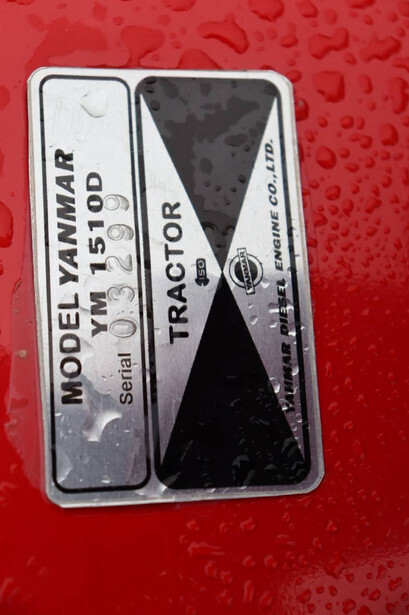 MODEL YANMAR
YM 1510D
Serial 03299
TRACTOR
ISO
YANMAR
YANMAR DIESEL ENGINE CO.,LTD.